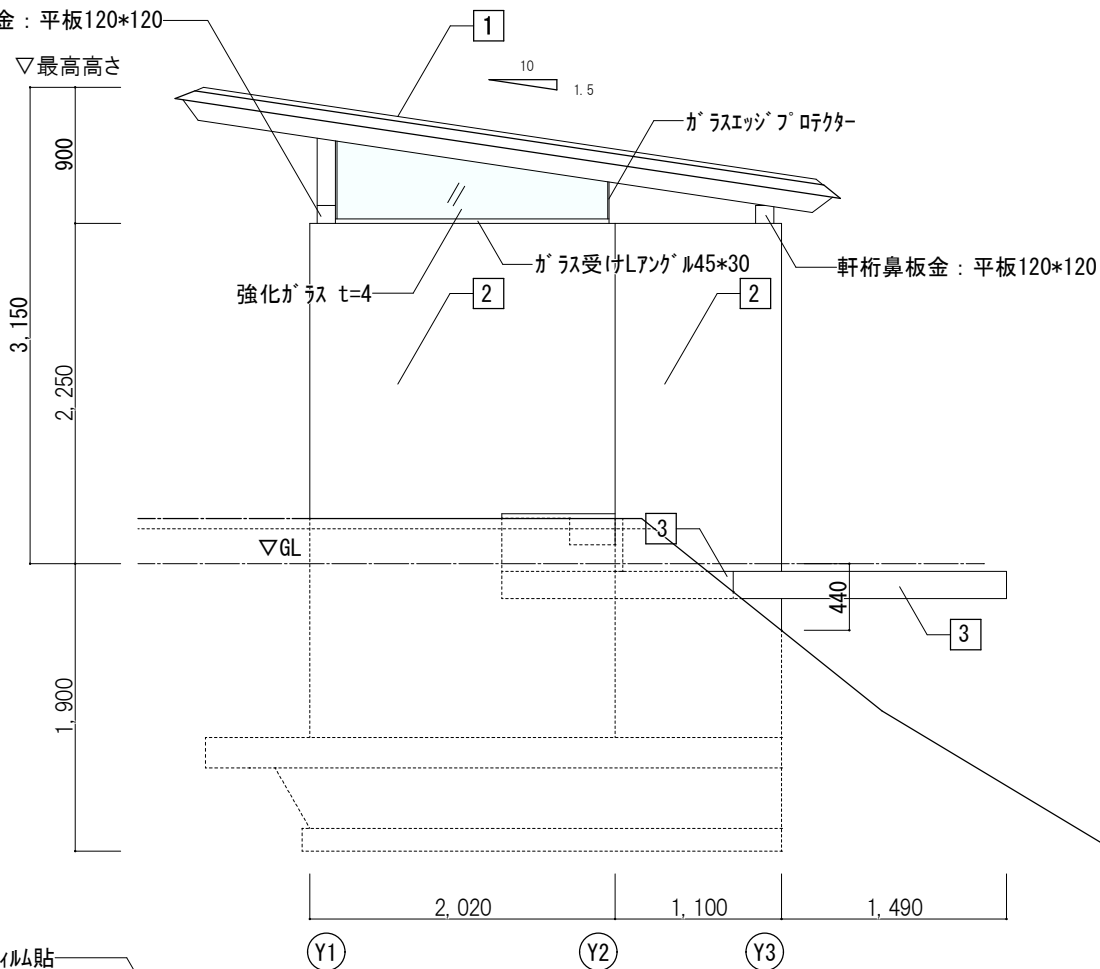 金：平板120*120
1
▽最高高さ
10
1.5
ｶﾞﾗｽｴｯｼﾞﾌﾟﾛﾃｸﾀｰ
900
ｶﾞﾗｽ受けLｱﾝｸﾞﾙ45*30
軒桁鼻板金：平板120*120
強化ｶﾞﾗｽ t=4
2
2
3,150
2,250
3
▽GL
440
3
1,900
2,020
1,100
1,490
Y1
Y2
Y3
ｨﾙﾑ貼